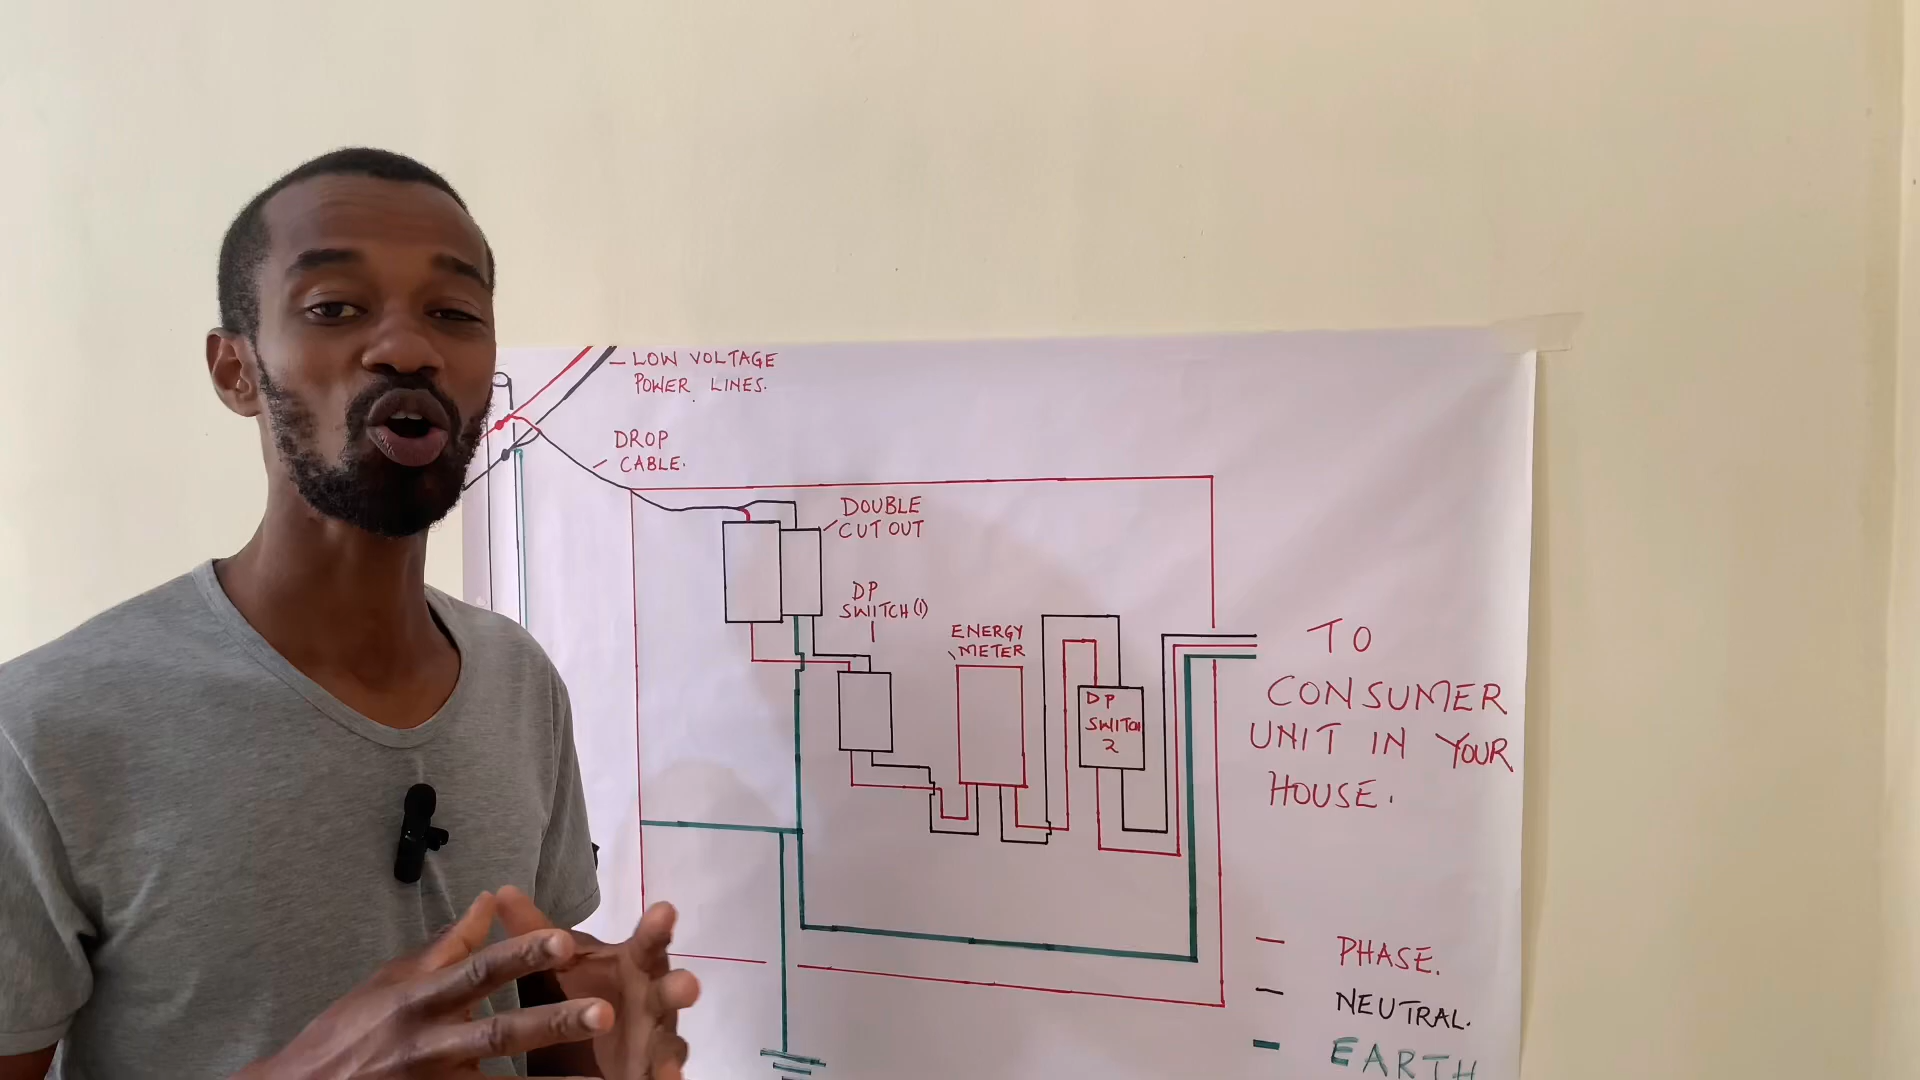 LOW VOLTAGE
POWER LINES.
DROP
CABLE.
DOUBLE
CUT OUT
DP
SWITCH (1)
ENERGY
METER
DP
SWITCH
2
TO
CONSUMER
UNIT IN YOUR
HOUSE.
PHASE.
NEUTRAL.
EARTH